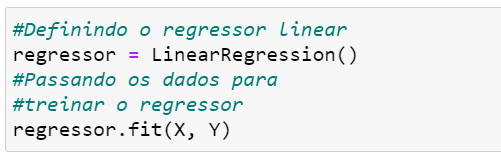 #Definindo o regressor linear
regressor = LinearRegression()
#Passando os dados para
#treinar o regressor
regressor.fit(X, Y)